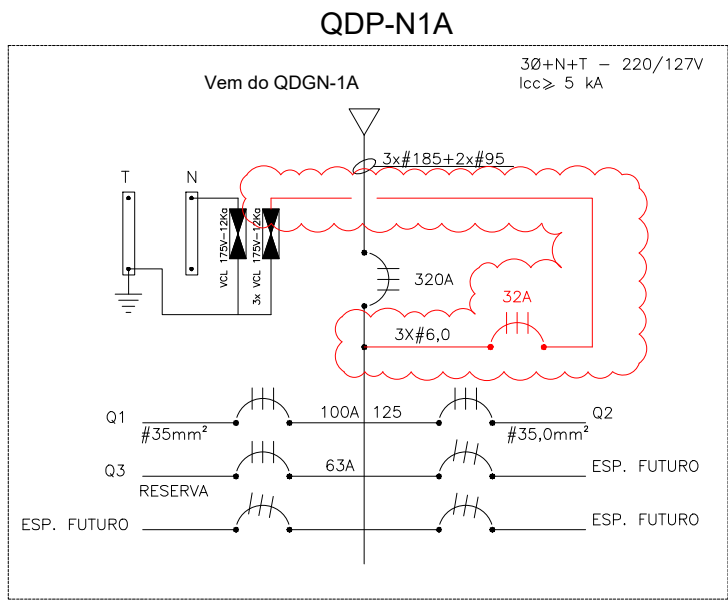 QDP-N1A
3Ø+N+T - 220/127V
Icc≥ 5 kA
Vem do QDGN-1A
3x#185+2x#95
T
N
VCL 175V-12Ka
3x VCL 175V-12Ka
320A
32A
3X#6,0
Q1
100A
125
Q2
#35mm²
#35,0mm²
Q3
63A
ESP. FUTURO
RESERVA
ESP. FUTURO
ESP. FUTURO